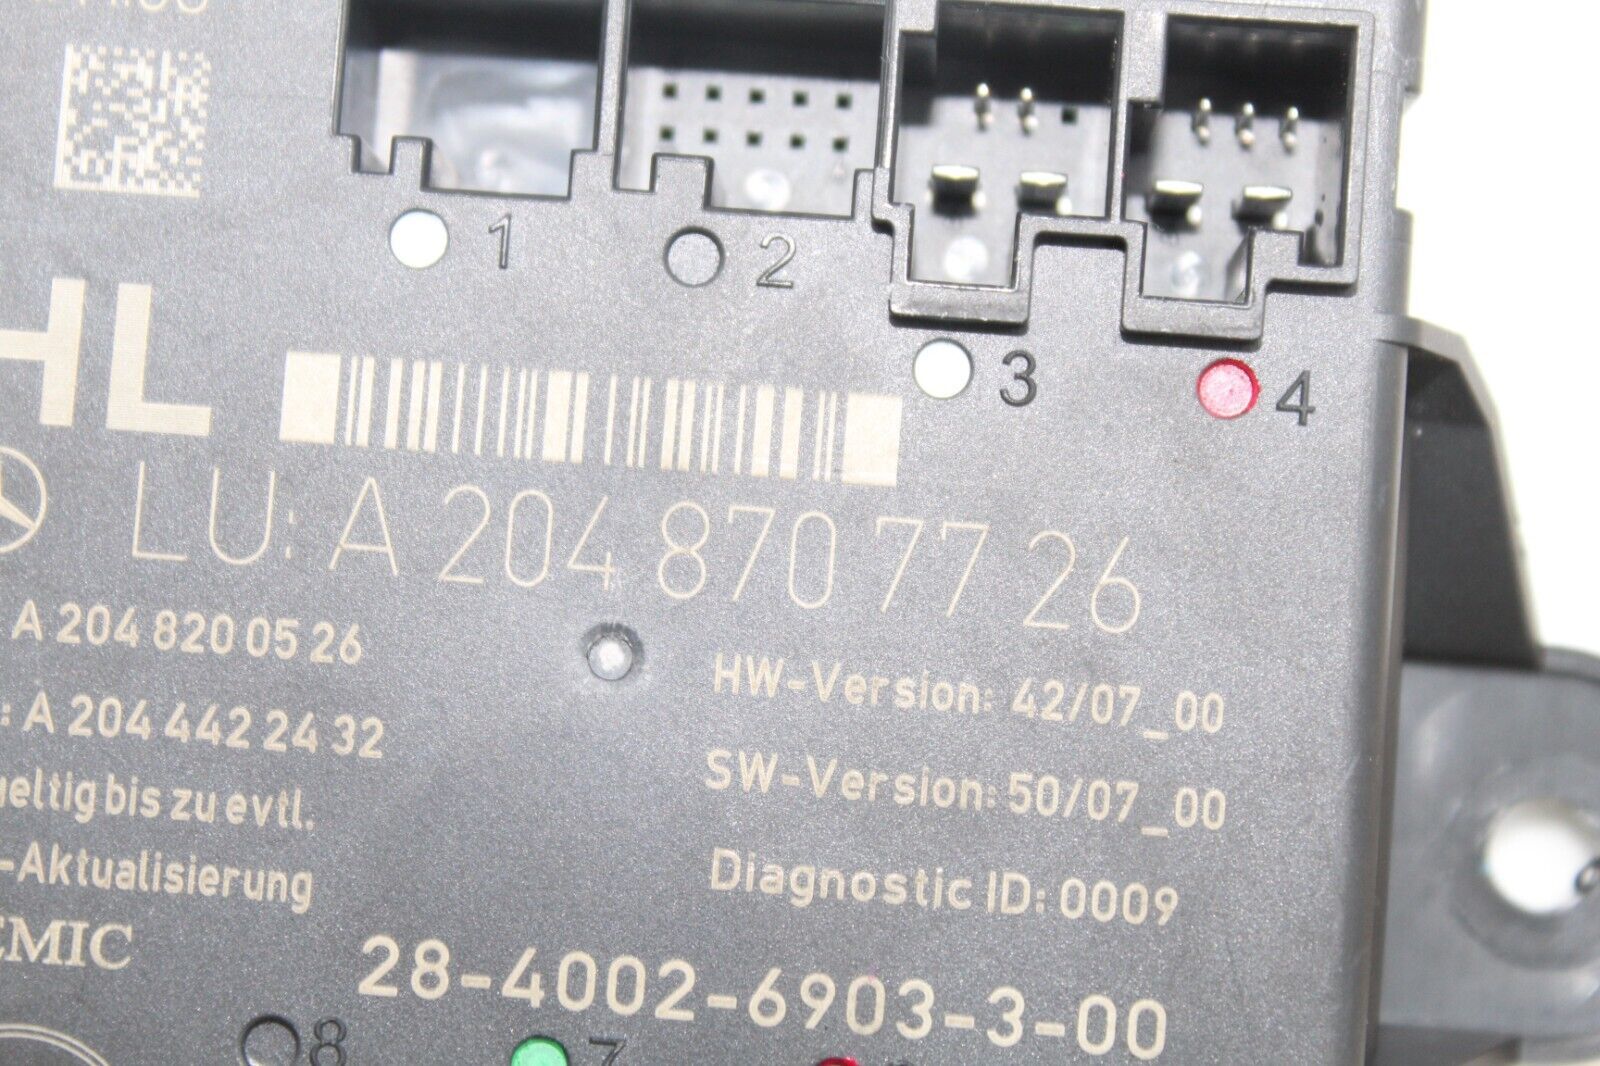 1
2
3
4
HL
LU: A 204 870 77 26
A 204 820 05 26
: A 204 442 24 32
HW-Version: 42/07_00
SW-Version: 50/07_00
Diagnostic ID: 0009
bis zu evtl.
-Aktualisierung
28-4002-6903-3-00
8
7